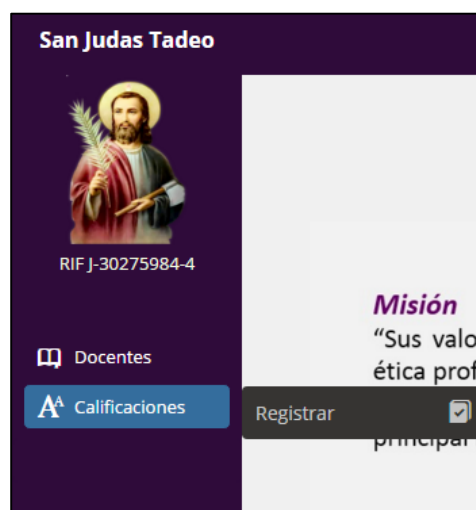 San Judas Tadeo
RIF J-30275984-4
Docentes
Calificaciones
Registrar
Misión
“Sus valo
ética prof
principal